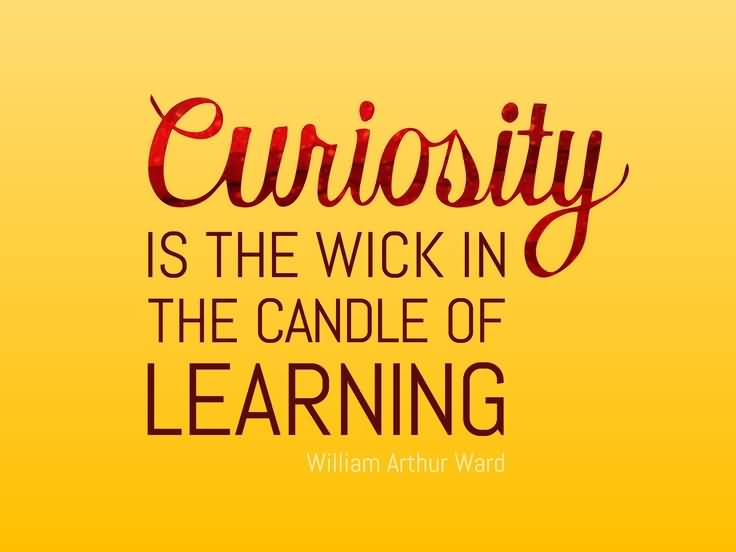 Curiosity
IS THE WICK IN
THE CANDLE OF
LEARNING
William Arthur Ward